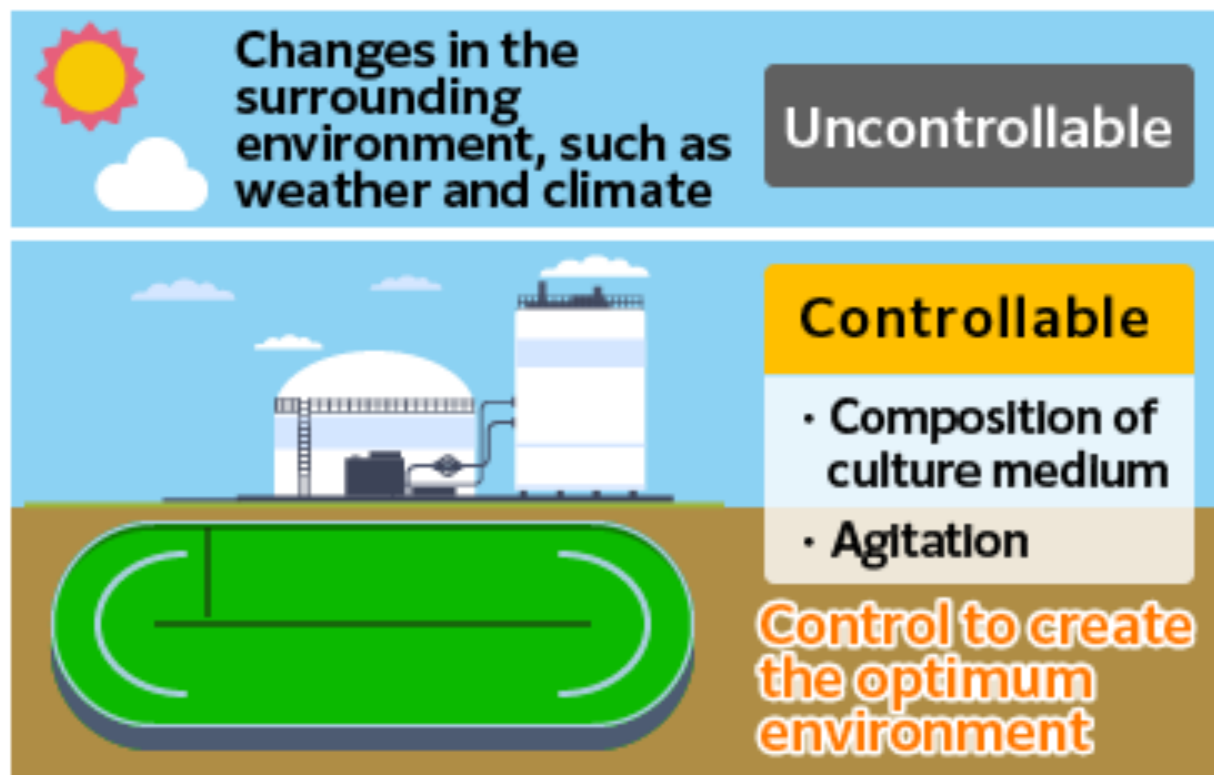 Changes in the
surrounding
environment, such as
weather and climate
Uncontrollable
Controllable
· Composition of
culture medium
· Agitation
Control to create
the optimum
environment